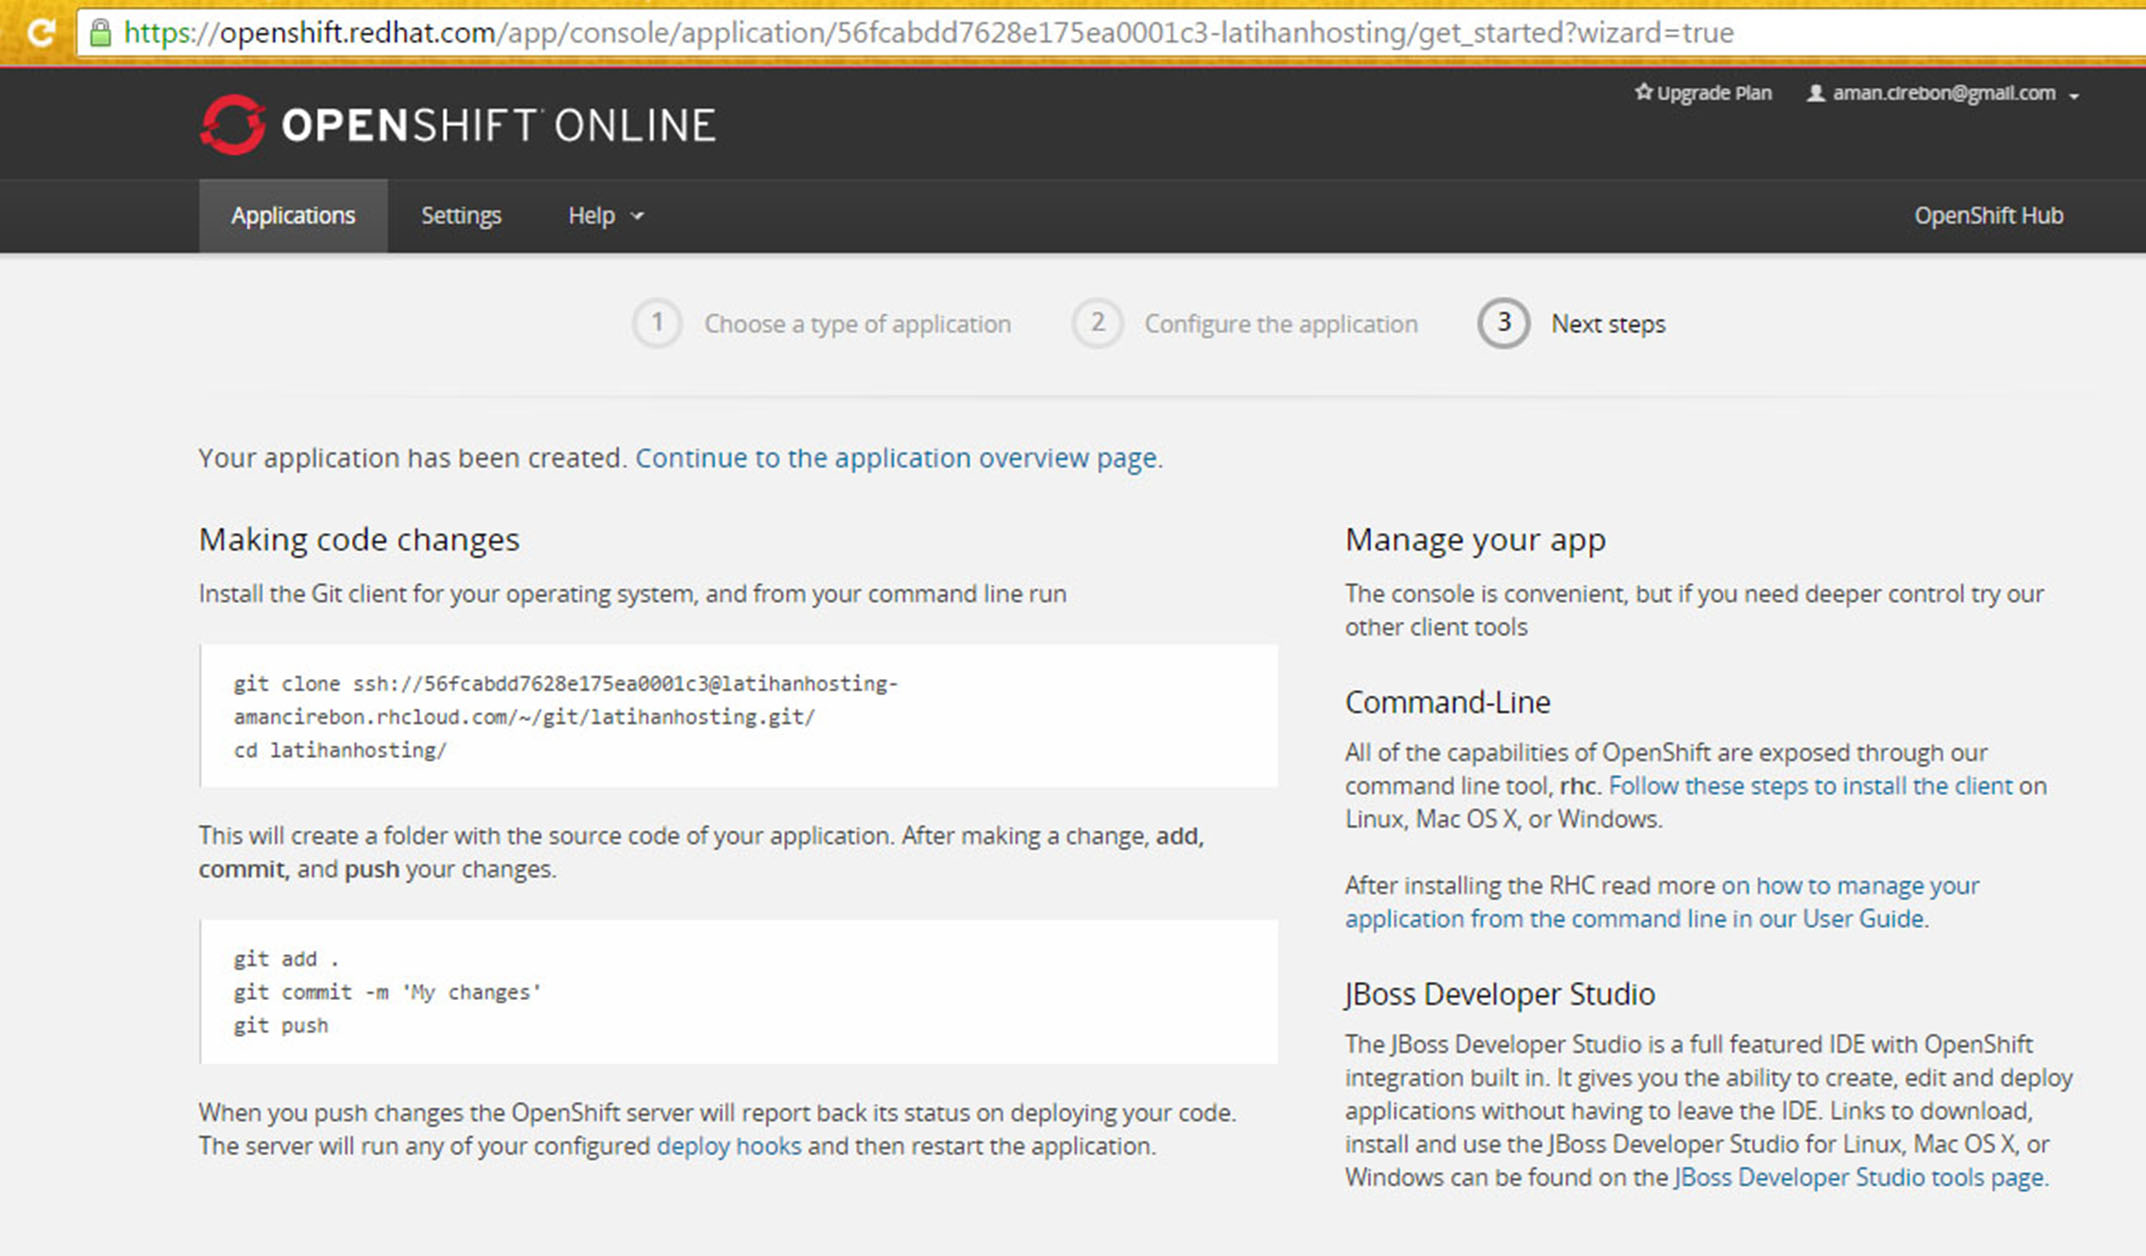 https://openshift.redhat.com/app/console/application/56fcabdd7628e175ea0001c3-latihanhosting/get_started?wizard=true
Upgrade Plan aman.cirebon@gmail.com
OPENSHIFT ONLINE
Applications Settings Help OpenShift Hub
1 Choose a type of application 2 Configure the application 3 Next steps
Your application has been created. Continue to the application overview page.
Making code changes
Install the Git client for your operating system, and from your command line run
git clone ssh://56fcabdd7628e175ea0001c3@latihanhosting-
amancirebon.rhcloud.com/~/git/latihanhosting.git/
cd latihanhosting/
This will create a folder with the source code of your application. After making a change, add,
commit, and push your changes.
git add .
git commit -m 'My changes'
git push
When you push changes the OpenShift server will report back its status on deploying your code.
The server will run any of your configured deploy hooks and then restart the application.
Manage your app
The console is convenient, but if you need deeper control try our
other client tools
Command-Line
All of the capabilities of OpenShift are exposed through our
command line tool, rhc. Follow these steps to install the client on
Linux, Mac OS X, or Windows.
After installing the RHC read more on how to manage your
application from the command line in our User Guide.
JBoss Developer Studio
The JBoss Developer Studio is a full featured IDE with OpenShift
integration built in. It gives you the ability to create, edit and deploy
applications without having to leave the IDE. Links to download,
install and use the JBoss Developer Studio for Linux, Mac OS X, or
Windows can be found on the JBoss Developer Studio tools page.